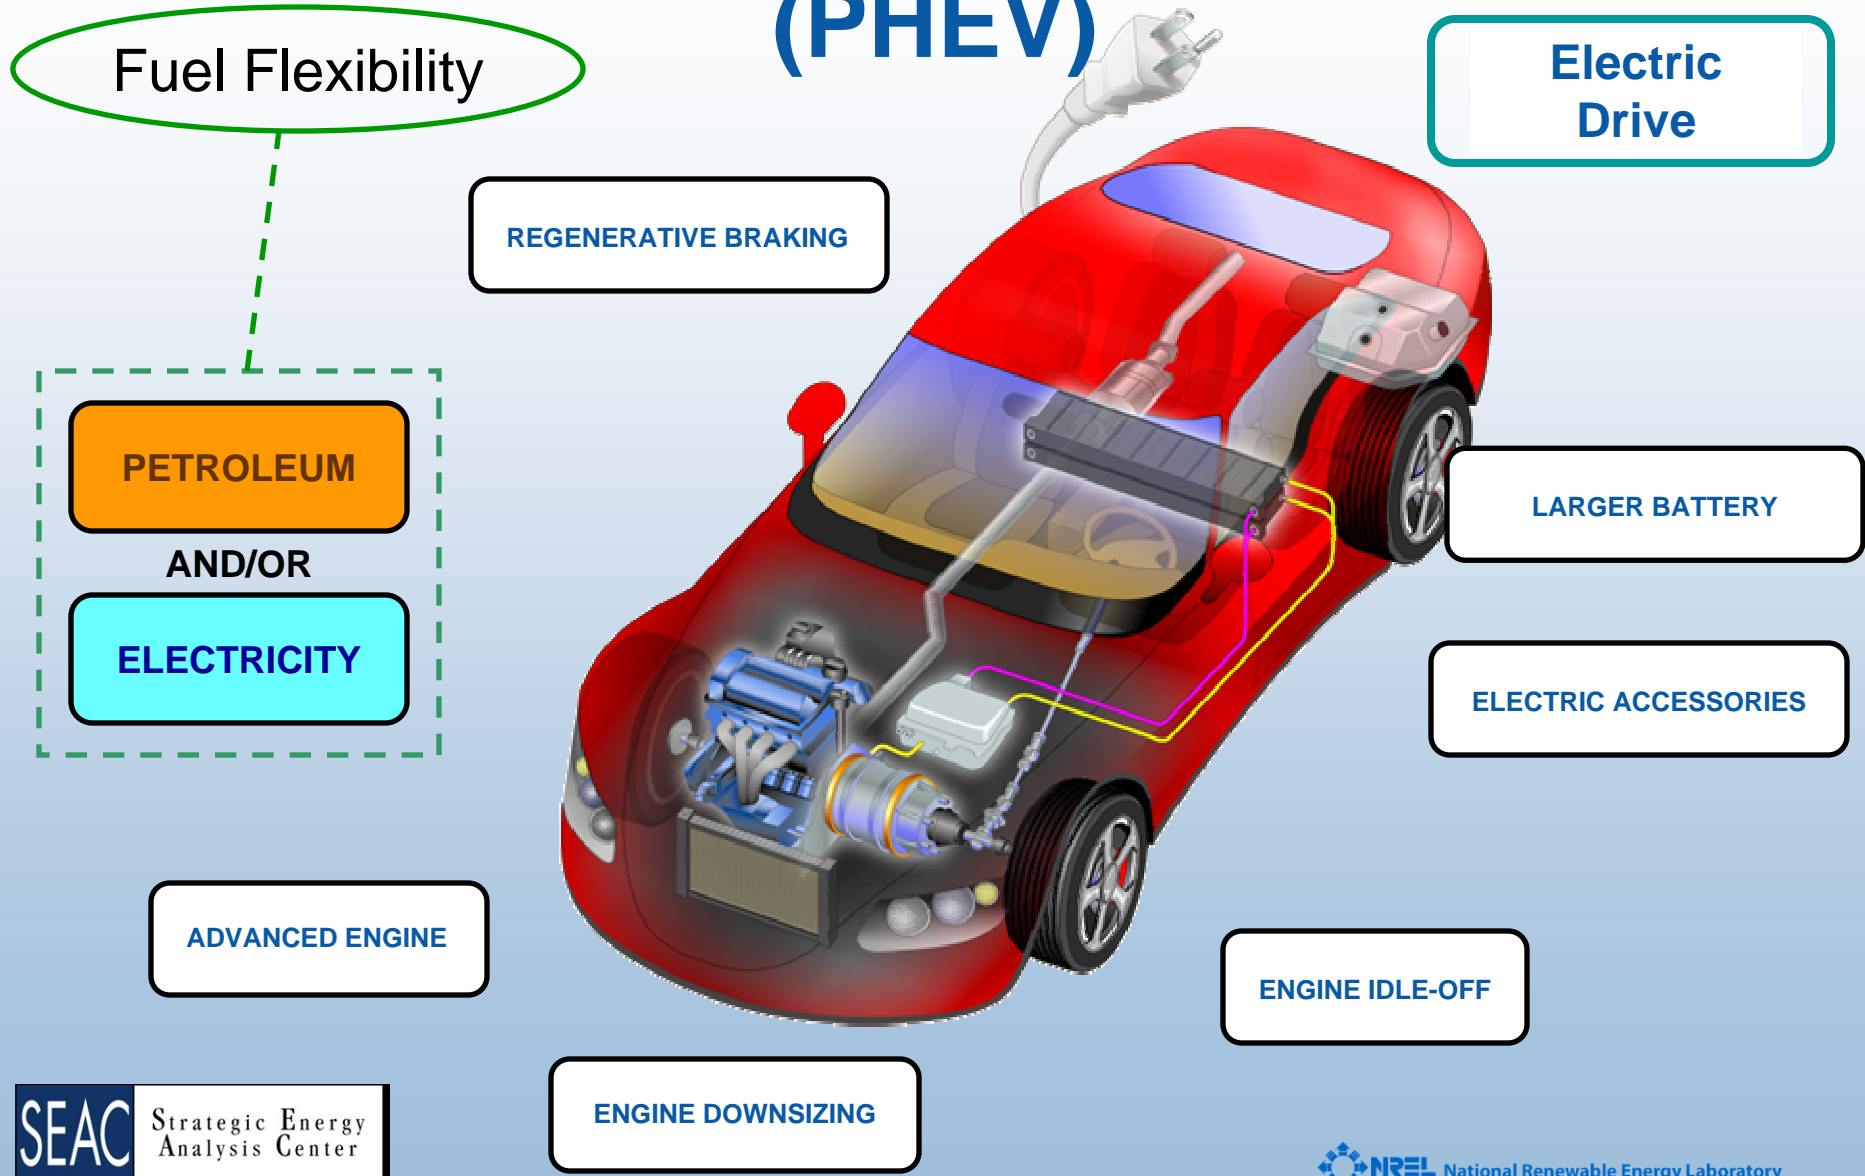 (PHEV)
Fuel Flexibility
Electric
Drive
REGENERATIVE BRAKING
PETROLEUM
AND/OR
ELECTRICITY
LARGER BATTERY
ELECTRIC ACCESSORIES
ADVANCED ENGINE
ENGINE IDLE-OFF
ENGINE DOWNSIZING
SEAC
Strategic Energy
Analysis Center
NREL National Renewable Energy Laboratory